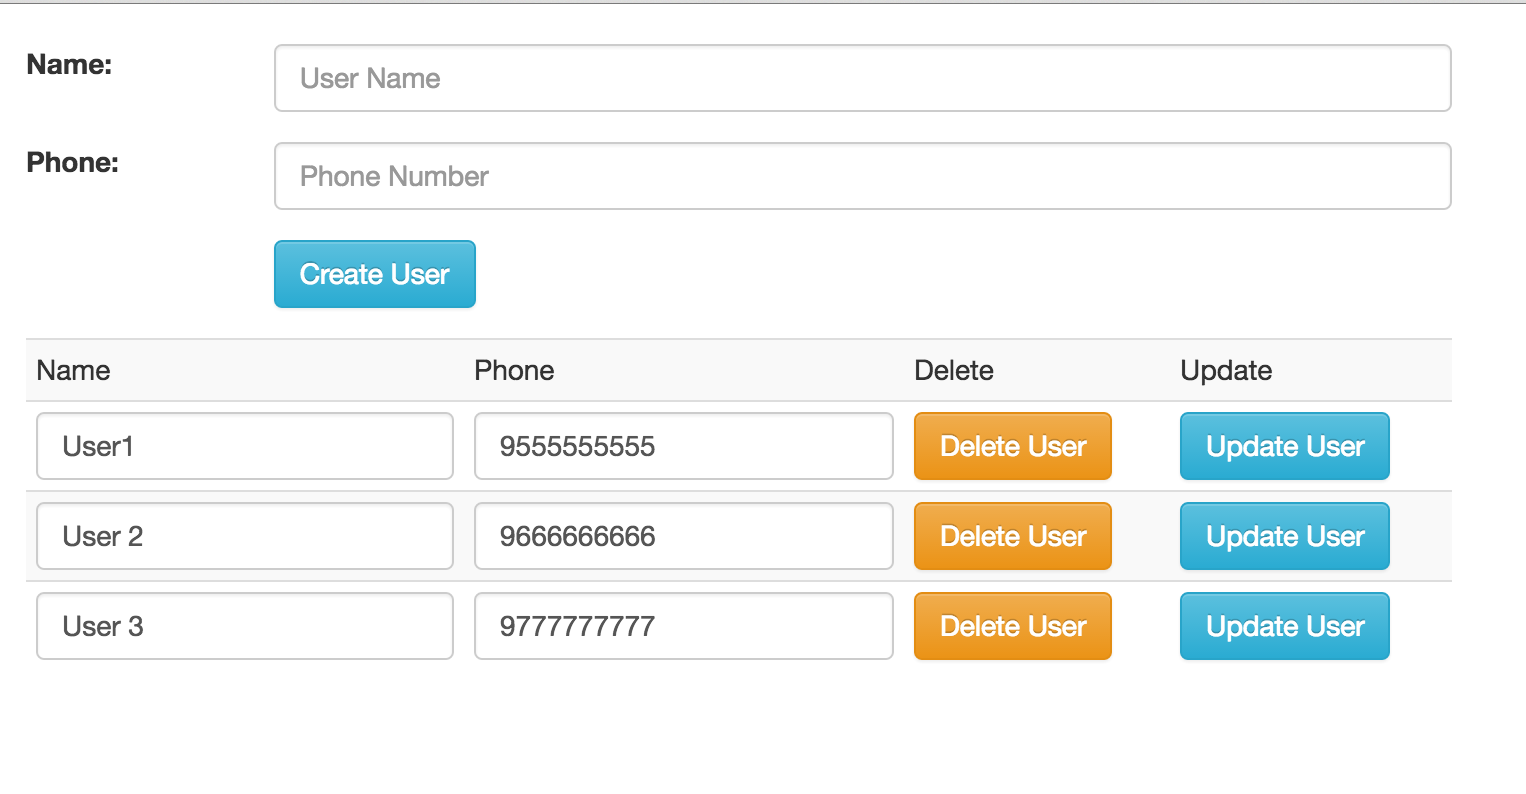 Name: User Name
Phone: Phone Number
Create User
Name Phone Delete Update
User1 9555555555 Delete User Update User
User 2 9666666666 Delete User Update User
User 3 9777777777 Delete User Update User